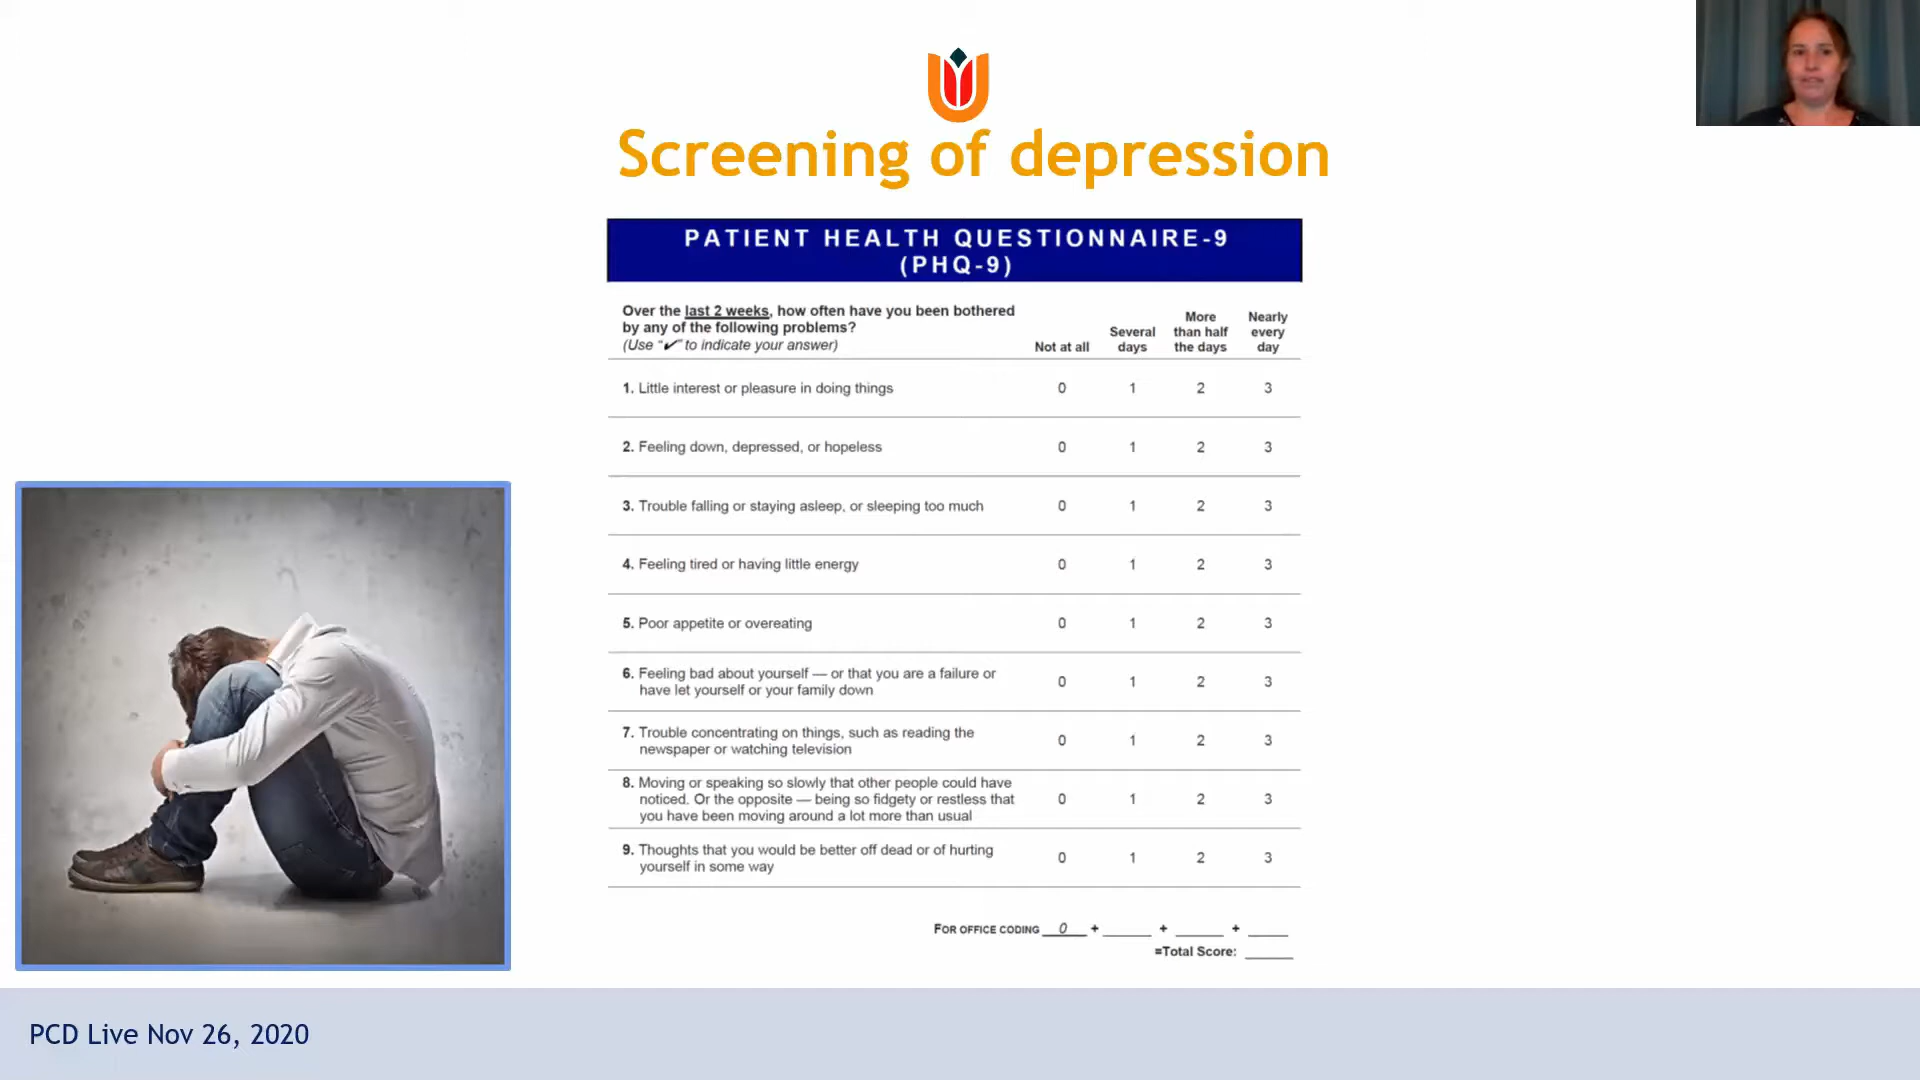 Screening of depression
PATIENT HEALTH QUESTIONNAIRE-9
(PHQ-9)
Over the last 2 weeks, how often have you been bothered
by any of the following problems?
(Use "✔" to indicate your answer)
Not at all
Several
days
More
than half
the days
Nearly
every
day
1. Little interest or pleasure in doing things 0 1 2 3
2. Feeling down, depressed, or hopeless 0 1 2 3
3. Trouble falling or staying asleep, or sleeping too much 0 1 2 3
4. Feeling tired or having little energy 0 1 2 3
5. Poor appetite or overeating 0 1 2 3
6. Feeling bad about yourself — or that you are a failure or
have let yourself or your family down 0 1 2 3
7. Trouble concentrating on things, such as reading the
newspaper or watching television 0 1 2 3
8. Moving or speaking so slowly that other people could have
noticed. Or the opposite — being so fidgety or restless that
you have been moving around a lot more than usual 0 1 2 3
9. Thoughts that you would be better off dead or of hurting
yourself in some way 0 1 2 3
FOR OFFICE CODING 0 + ____ + ____ + ____
=Total Score: ____
PCD Live Nov 26, 2020